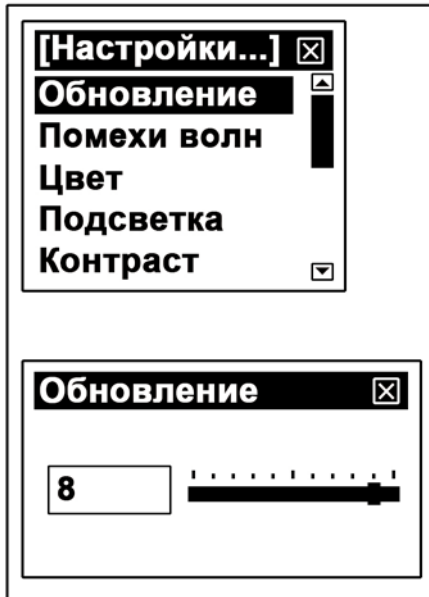 [Настройки...]
Обновление
Помехи волн
Цвет
Подсветка
Контраст
Обновление
8